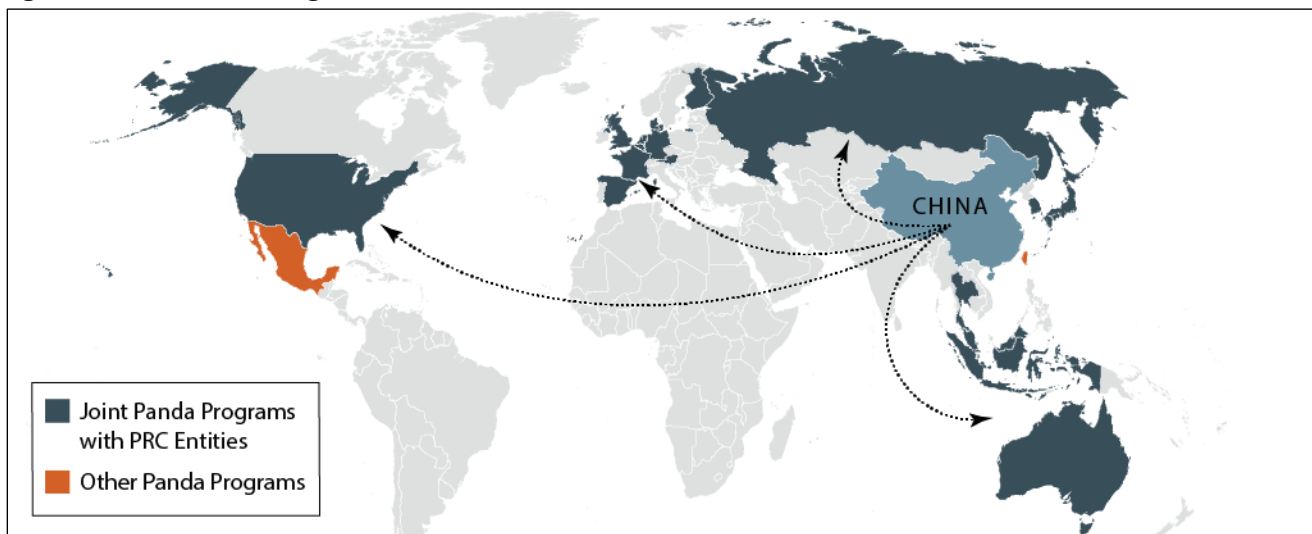 CHINA
Joint Panda Programs
with PRC Entities
Other Panda Programs